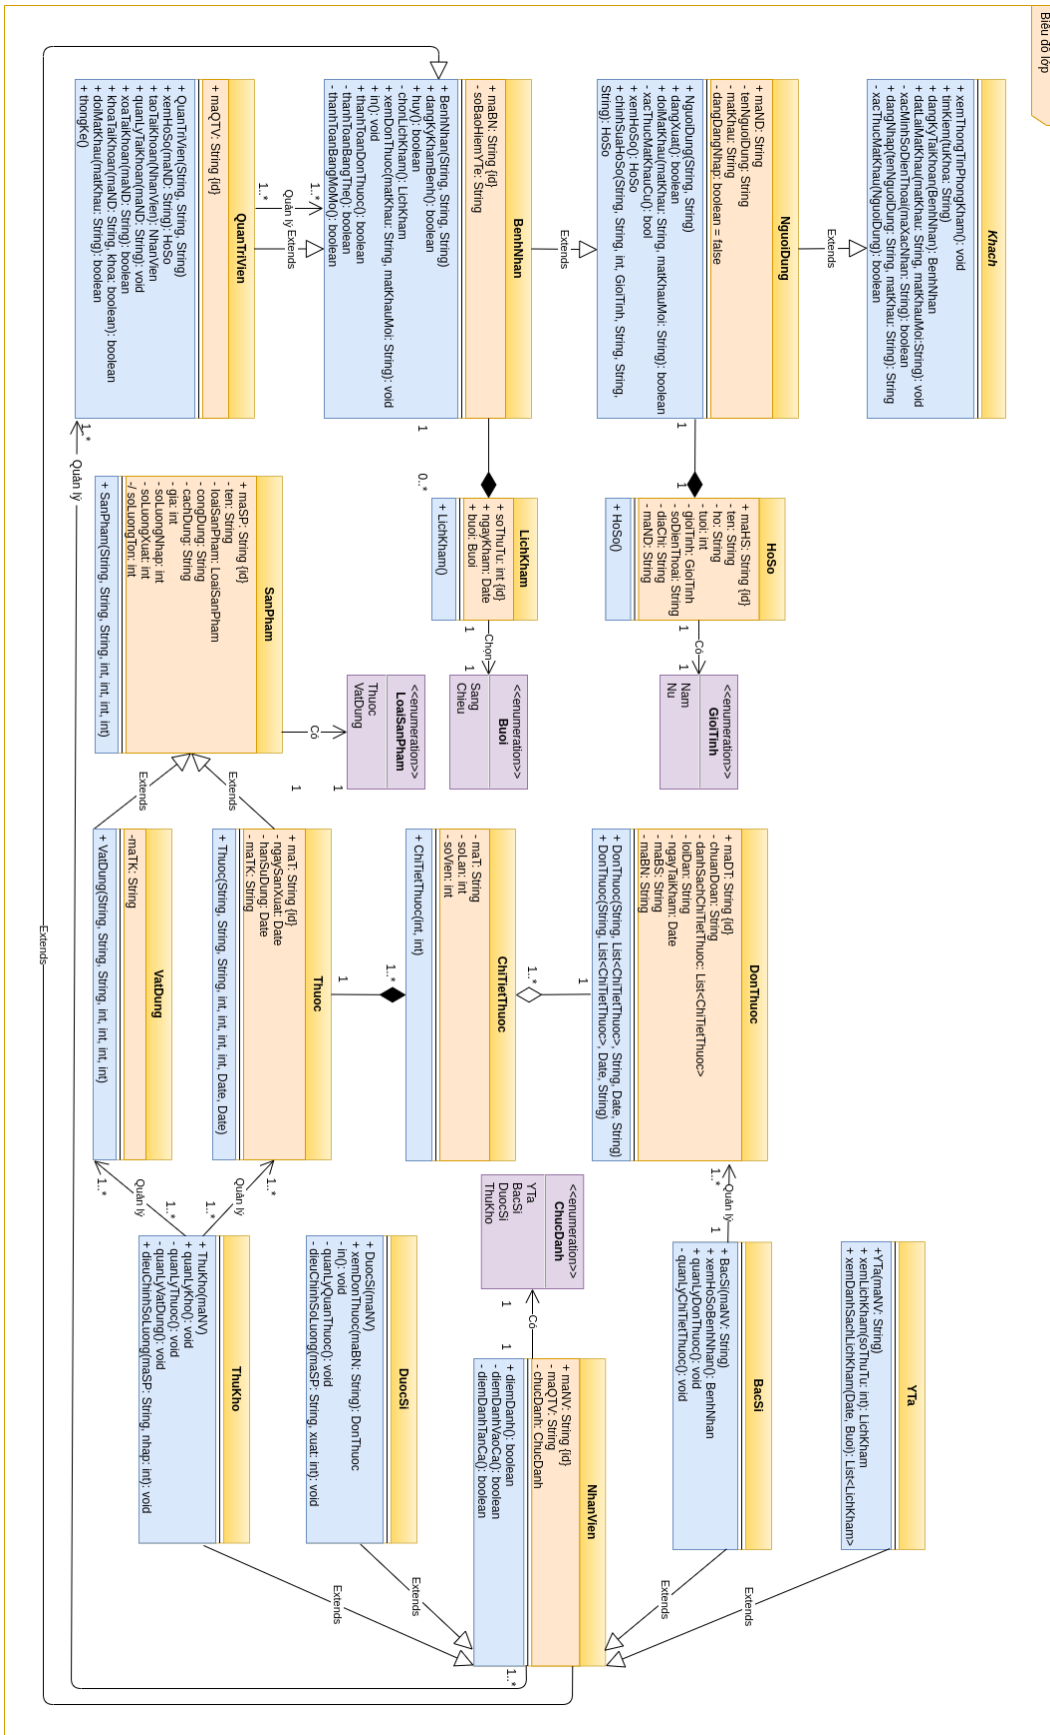 Biểu đồ lớp
Khach
+ xemThongTinPhongKham(): void
+ timKiem(tuKhoa: String)
+ dangKyTaiKhoan(BenhNhan): BenhNhan
+ datLaiMatKhau(matKhau: String, matKhauMoi:String): void
- xacMinhSoDienThoai(maXacNhan: String): boolean
+ dangNhap(tenNguoiDung: String, matKhau: String): String
- xacThucMatKhau(NguoiDung): boolean
Extends
NguoiDung
+ maND: String
- tenNguoiDung: String
- matKhau: String
- dangDangNhap: boolean = false
+ NguoiDung(String, String)
+ dangXuat(): boolean
+ doiMatKhau(matKhau: String, matKhauMoi: String): boolean
- xacThucMatKhauCu(): bool
+ xemHoSo(): HoSo
+ chinhSuaHoSo(String, String, int, GioiTinh, String, String,
String): HoSo
1
1
HoSo
+ maHS: String {id}
- ten: String
- ho: String
- tuoi: int
- gioiTinh: GioiTinh
- soDienThoai: String
- diaChi: String
- maND: String
+ HoSo()
1
Có
1
<<enumeration>>
GioiTinh
Nam
Nu
Extends
BenhNhan
+ maBN: String {id}
- soBaoHiemYTe: String
+ BenhNhan(String, String, String)
+ dangKyKhamBenh(): boolean
+ huy(): boolean
- chonLichKham(): LichKham
+ xemDonThuoc(matKhau: String, matKhauMoi: String): void
+ in(): void
+ thanhToanDonThuoc(): boolean
- thanhToanBangThe(): boolean
- thanhToanBangMoMo(): boolean
1
0..*
LichKham
+ soThuTu: int {id}
+ ngayKham: Date
+ buoi: Buoi
+ LichKham()
1
Chọn
1
<<enumeration>>
Buoi
Sang
Chieu
1..*
Quản lý
1..*
Extends
QuanTriVien
+ maQTV: String {id}
+ QuanTriVien(String, String, String)
+ xemHoSo(maND: String): HoSo
+ taoTaiKhoan(NhanVien): NhanVien
+ quanLyTaiKhoan(maND: String): void
+ xoaTaiKhoan(maND: String): boolean
+ khoaTaiKhoan(maND: String, khoa: boolean): boolean
+ doiMatKhau(matKhau: String): boolean
+ thongKe()
1..*
Quản lý
<<enumeration>>
LoaiSanPham
Thuoc
VatDung
Có
1
1
SanPham
+ maSP: String {id}
- ten: String
- loaiSanPham: LoaiSanPham
- congDung: String
- cachDung: String
- gia: int
- soLuongNhap: int
- soLuongXuat: int
-/ soLuongTon: int
+ SanPham(String, String, String, int, int, int, int)
Extends
Extends
DonThuoc
+ maDT: String {id}
- chuanDoan: String
- danhSachChiTietThuoc: List<ChiTietThuoc>
- loiDan: String
- ngayTaiKham: Date
- maBS: String
- maBN: String
+ DonThuoc(String, List<ChiTietThuoc>, String, Date, String)
+ DonThuoc(String, List<ChiTietThuoc>, Date, String)
1
1..*
ChiTietThuoc
- maT: String
- soLan: int
- soVien: int
+ ChiTietThuoc(int, int)
1..*
1
Thuoc
+ maT: String {id}
- ngaySanXuat: Date
- hanSuDung: Date
- maTK: String
+ Thuoc(String, String, String, int, int, int, int, Date, Date)
VatDung
-maTK: String
+ VatDung(String, String, String, int, int, int, int)
Extends
1..*
Quản lý
1
1..*
Quản lý
1..*
1..*
Quản lý
1..*
<<enumeration>>
ChucDanh
YTa
BacSi
DuocSi
ThuKho
1
Có
1
YTa
+YTa(maNV: String)
+ xemLichKham(soThuTu: int): LichKham
+ xemDanhSachLichKham(Date, Buoi): List<LichKham>
BacSi
+ BacSi(maNV: String)
+ xemHoSoBenhNhan(): BenhNhan
+ quanLyDonThuoc(): void
- quanLyChiTietThuoc(): void
NhanVien
+ maNV: String {id}
- maQTV: String
- chucDanh: ChucDanh
+ diemDanh(): boolean
- diemDanhVaoCa(): boolean
- diemDanhTanCa(): boolean
DuocSi
+ DuocSi(maNV)
+ xemDonThuoc(maBN: String): DonThuoc
- in(): void
- quanLyQuanThuoc(): void
- dieuChinhSoLuong(maSP: String, xuat: int): void
ThuKho
+ ThuKho(maNV)
+ quanLyKho(): void
- quanLyThuoc(): void
- quanLyVatDung(): void
+ dieuChinhSoLuong(maSP: String, nhap: int): void
Extends
Extends
Extends
Extends
1..*